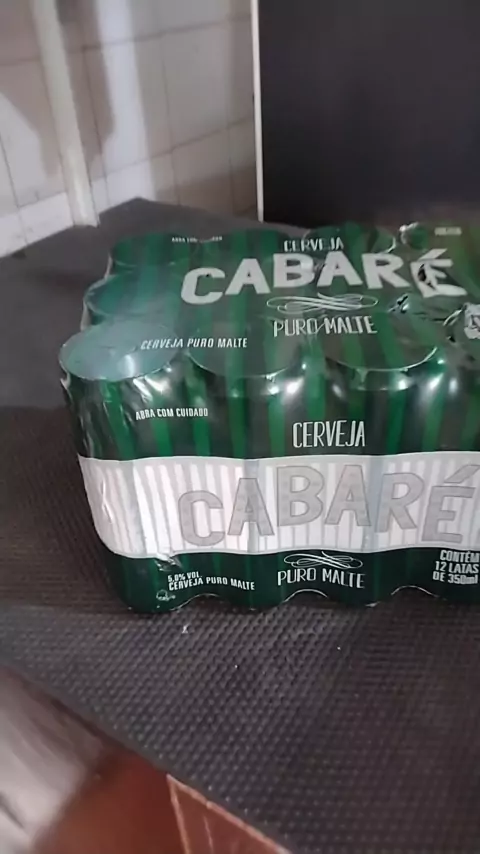 CERVEJA
CABARÉ
PURO MALTE
CERVEJA PURO MALTE
ABRA COM CUIDADO
CERVEJA
CABARÉ
PURO MALTE
CONTÉM
12 LATAS
DE 350ml
5,0% VOL.
CERVEJA PURO MALTE